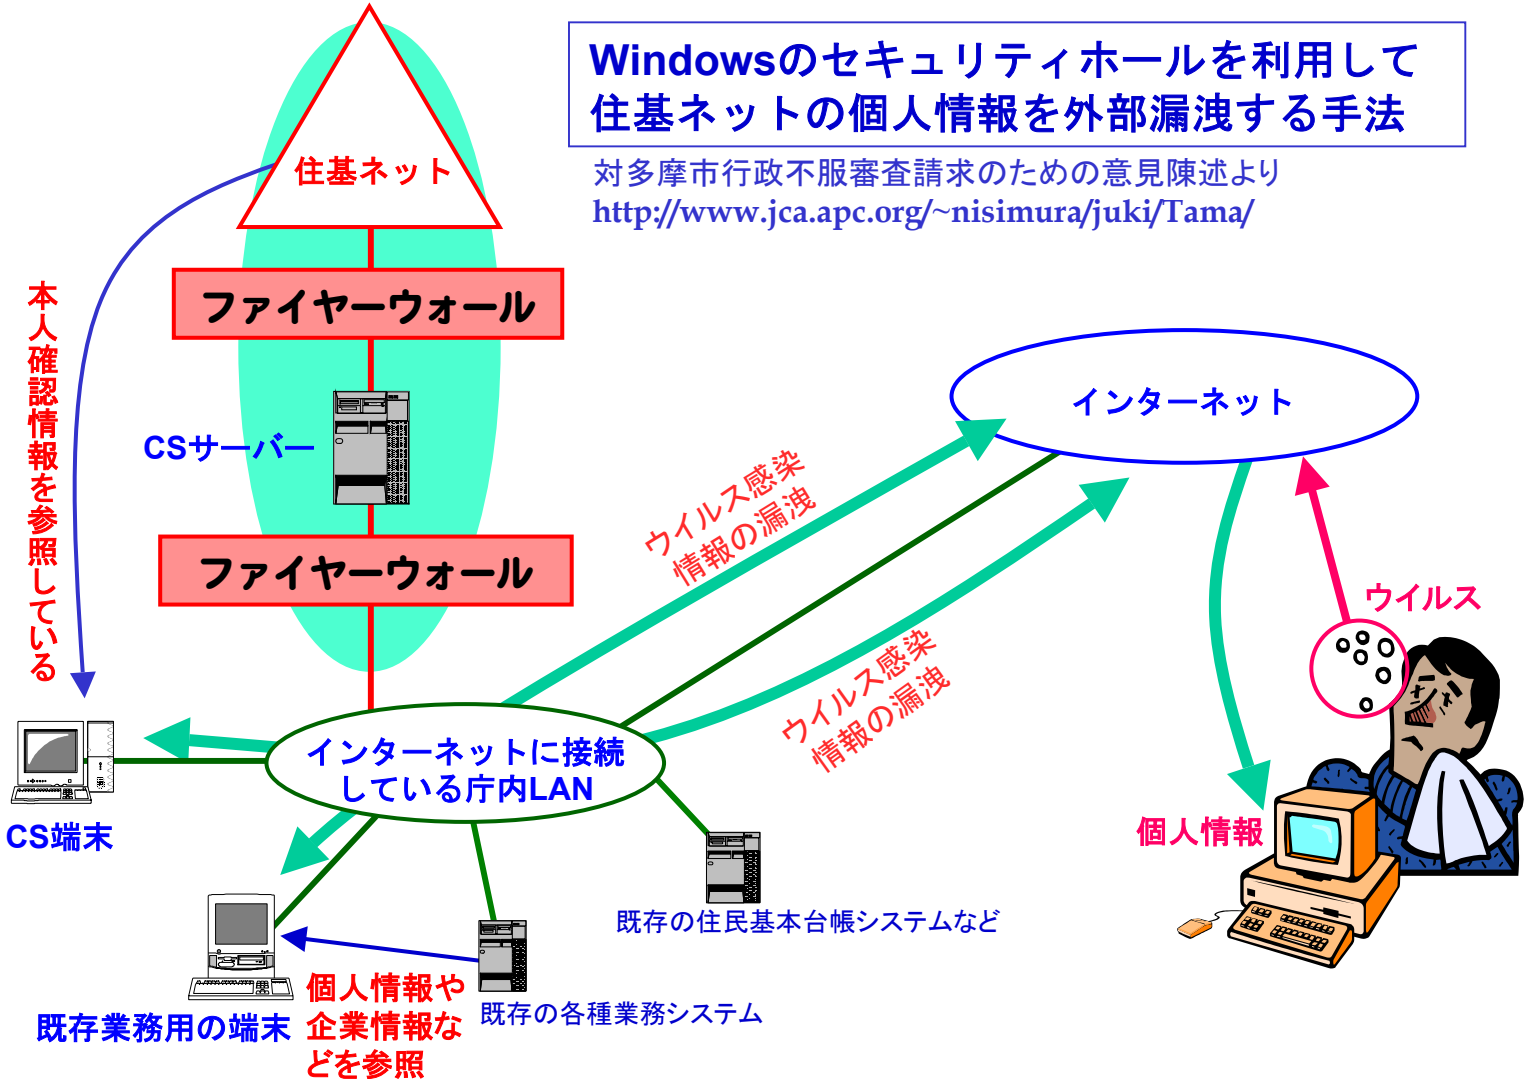 Windowsのセキュリティホールを利用して
住基ネットの個人情報を外部漏洩する手法
対多摩市行政不服審査請求のための意見陳述より
http://www.jca.apc.org/~nisimura/juki/Tama/
住基ネット
ファイヤーウォール
本人確認情報を参照している
CSサーバー
ファイヤーウォール
インターネット
ウイルス感染
情報の漏洩
ウイルス感染
情報の漏洩
ウイルス
インターネットに接続
している庁内LAN
CS端末
個人情報
既存の住民基本台帳システムなど
既存業務用の端末
個人情報や
企業情報な
どを参照
既存の各種業務システム